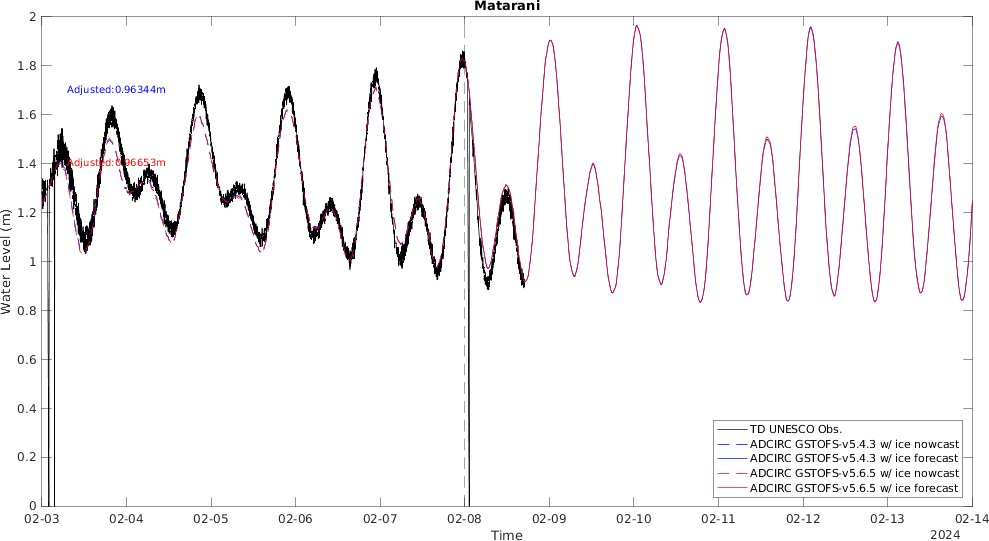 Matarani
2
1.8
1.6
1.4
1.2
1
0.8
0.6
0.4
0.2
0
Water Level (m)
Adjusted:0.96344m
Adjusted:0.96653m
TD UNESCO Obs.
ADCIRC GSTOFS-v5.4.3 w/ ice nowcast
ADCIRC GSTOFS-v5.4.3 w/ ice forecast
ADCIRC GSTOFS-v5.6.5 w/ ice nowcast
ADCIRC GSTOFS-v5.6.5 w/ ice forecast
02-03 02-04 02-05 02-06 02-07 02-08 02-09 02-10 02-11 02-12 02-13 02-14
Time
2024